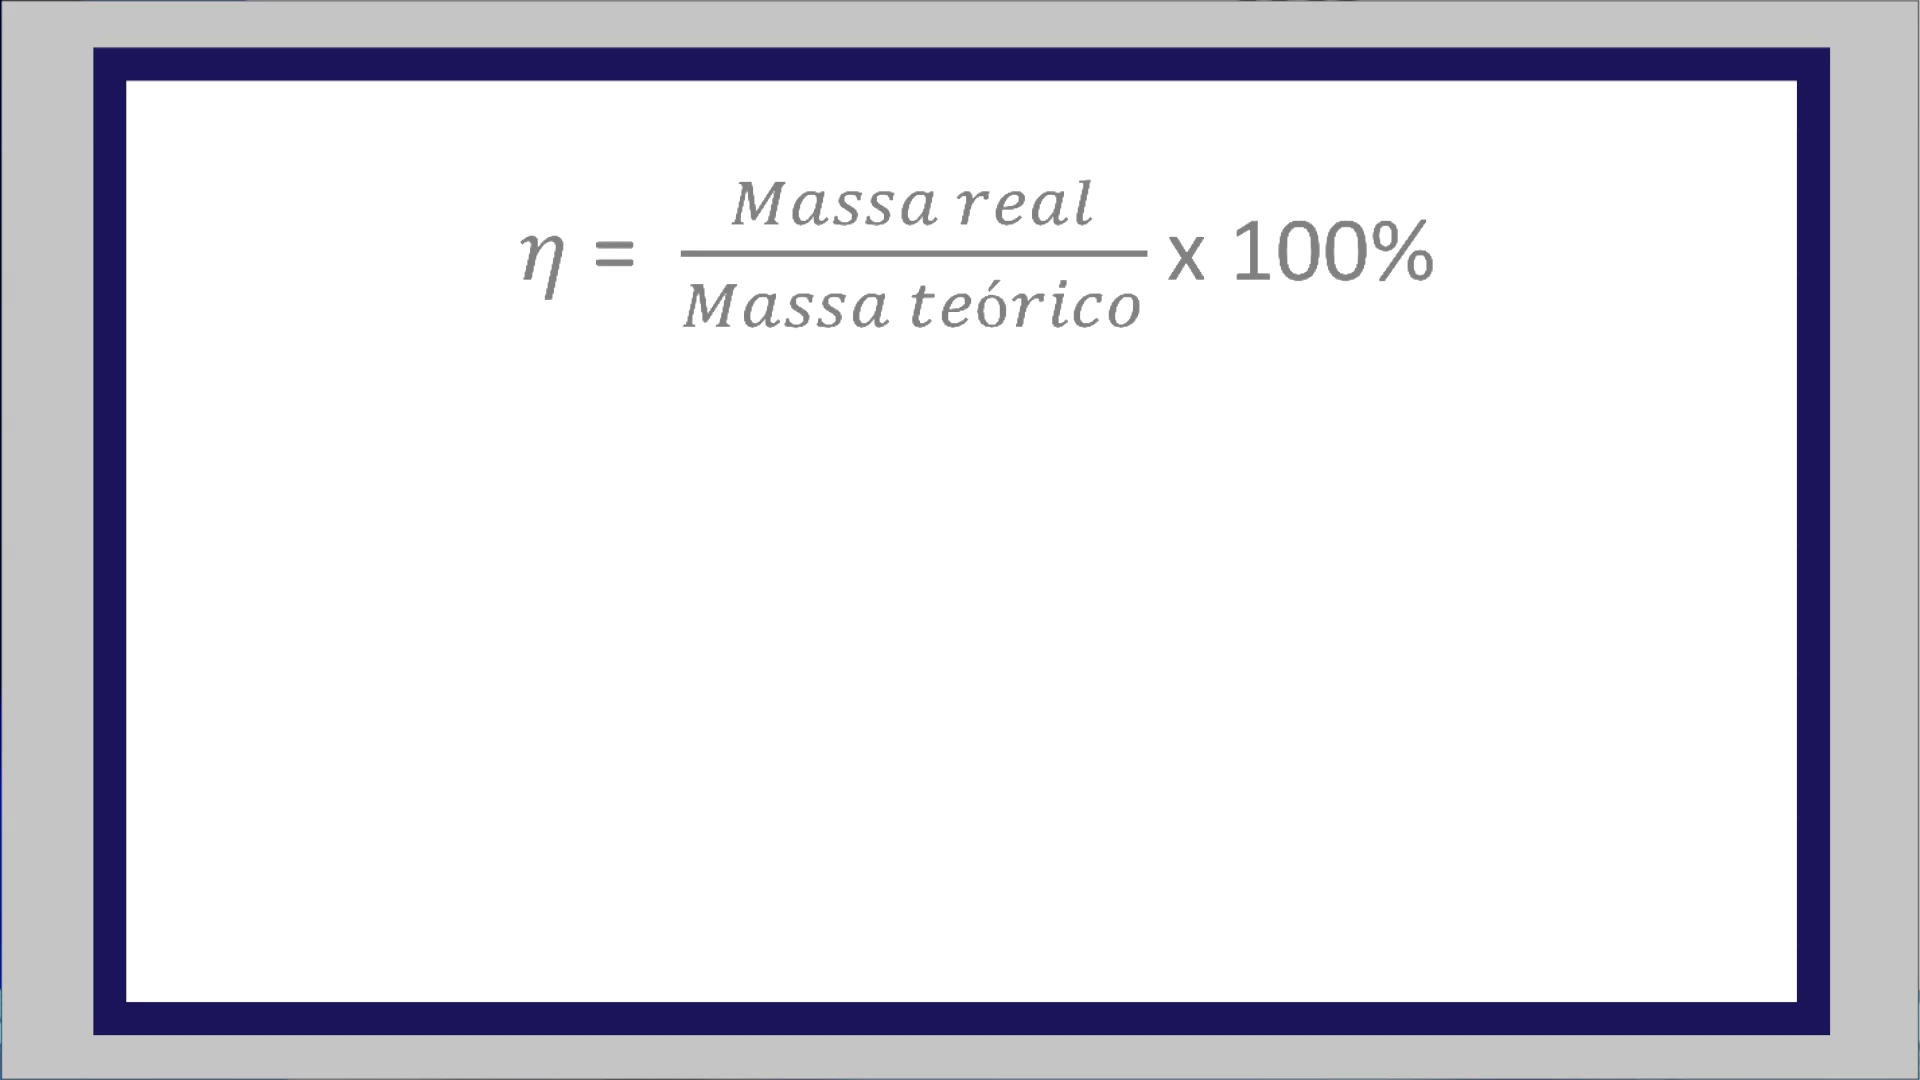 η = Massa real / Massa teórico x 100%